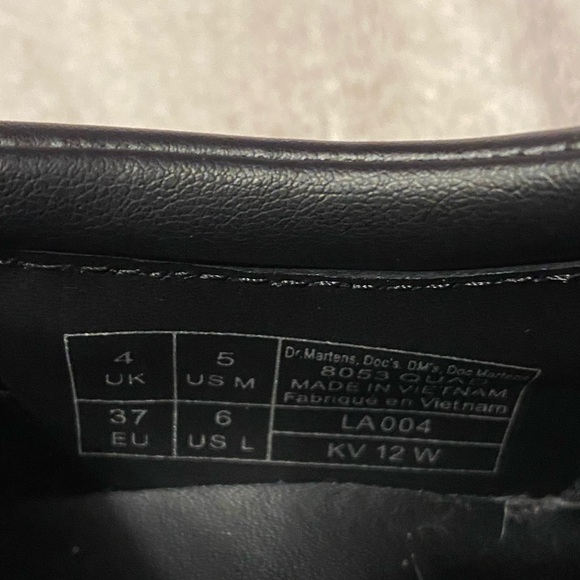 4
UK
5
US M
37
EU
6
US L
Dr.Martens, Doc's, DM's, Doc Martens
8053 QUAD
MADE IN VIETNAM
Fabriqué en Vietnam
LA004
KV 12 W